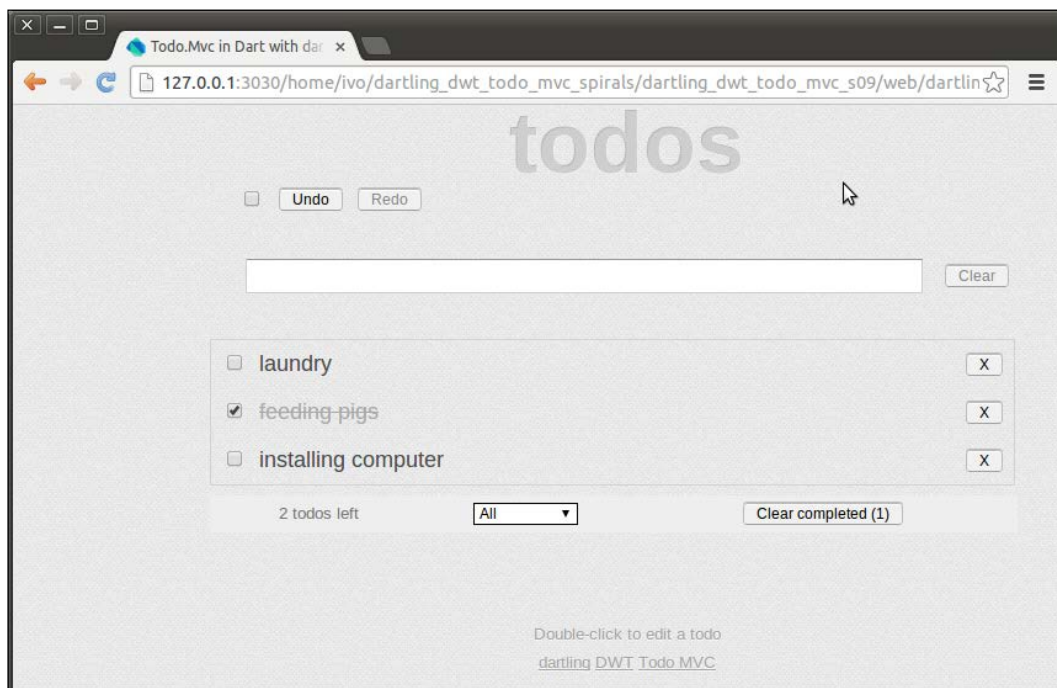 Todo.Mvc in Dart with dar
127.0.0.1:3030/home/ivo/dartling_dwt_todo_mvc_spirals/dartling_dwt_todo_mvc_s09/web/dartlin
todos
Undo Redo
Clear
laundry X
feeding pigs X
installing computer X
2 todos left All Clear completed (1)
Double-click to edit a todo
dartling DWT Todo MVC